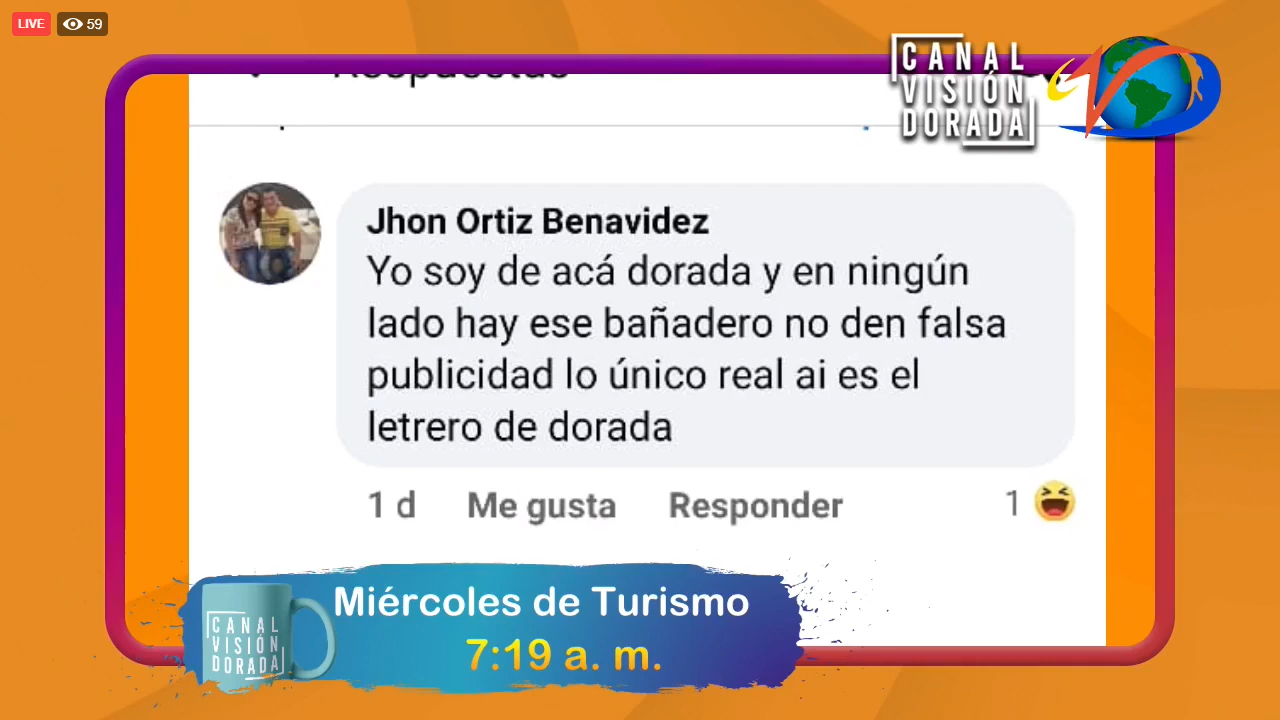 LIVE 59
CANAL
VISIÓN
DORADA
Respuestas
Jhon Ortiz Benavidez
Yo soy de acá dorada y en ningún
lado hay ese bañadero no den falsa
publicidad lo único real ai es el
letrero de dorada
1 d Me gusta Responder 1
Miércoles de Turismo
7:19 a. m.
CANAL
VISIÓN
DORADA